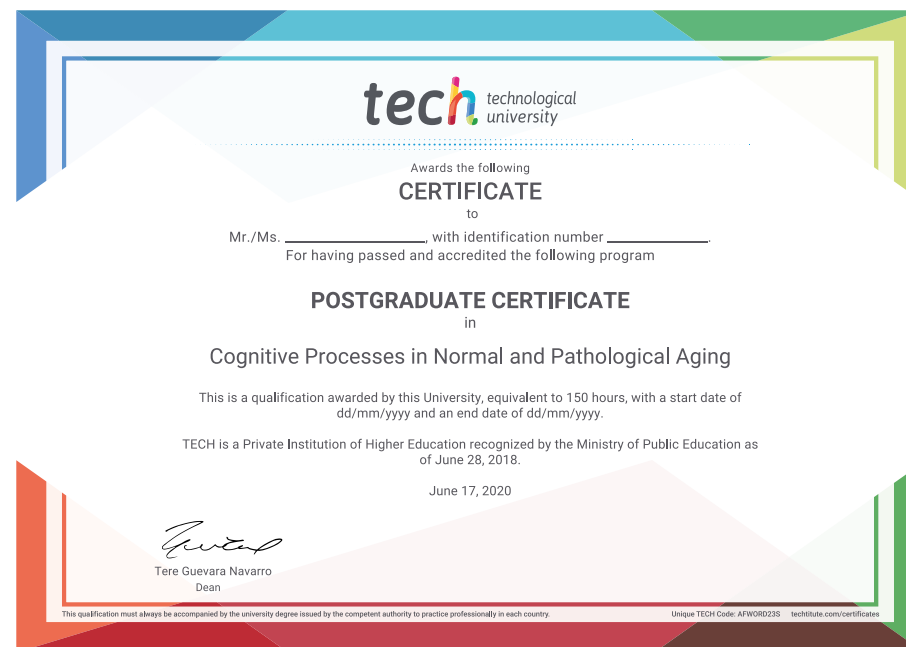 tech technological
university
Awards the following
CERTIFICATE
to
Mr./Ms. ____________________, with identification number ______________.
For having passed and accredited the following program
POSTGRADUATE CERTIFICATE
in
Cognitive Processes in Normal and Pathological Aging
This is a qualification awarded by this University, equivalent to 150 hours, with a start date of
dd/mm/yyyy and an end date of dd/mm/yyyy.
TECH is a Private Institution of Higher Education recognized by the Ministry of Public Education as
of June 28, 2018.
June 17, 2020
Tere Guevara Navarro
Dean
This qualification must always be accompanied by the university degree issued by the competent authority to practice professionally in each country. Unique TECH Code: AFWORD23S techtitute.com/certificates